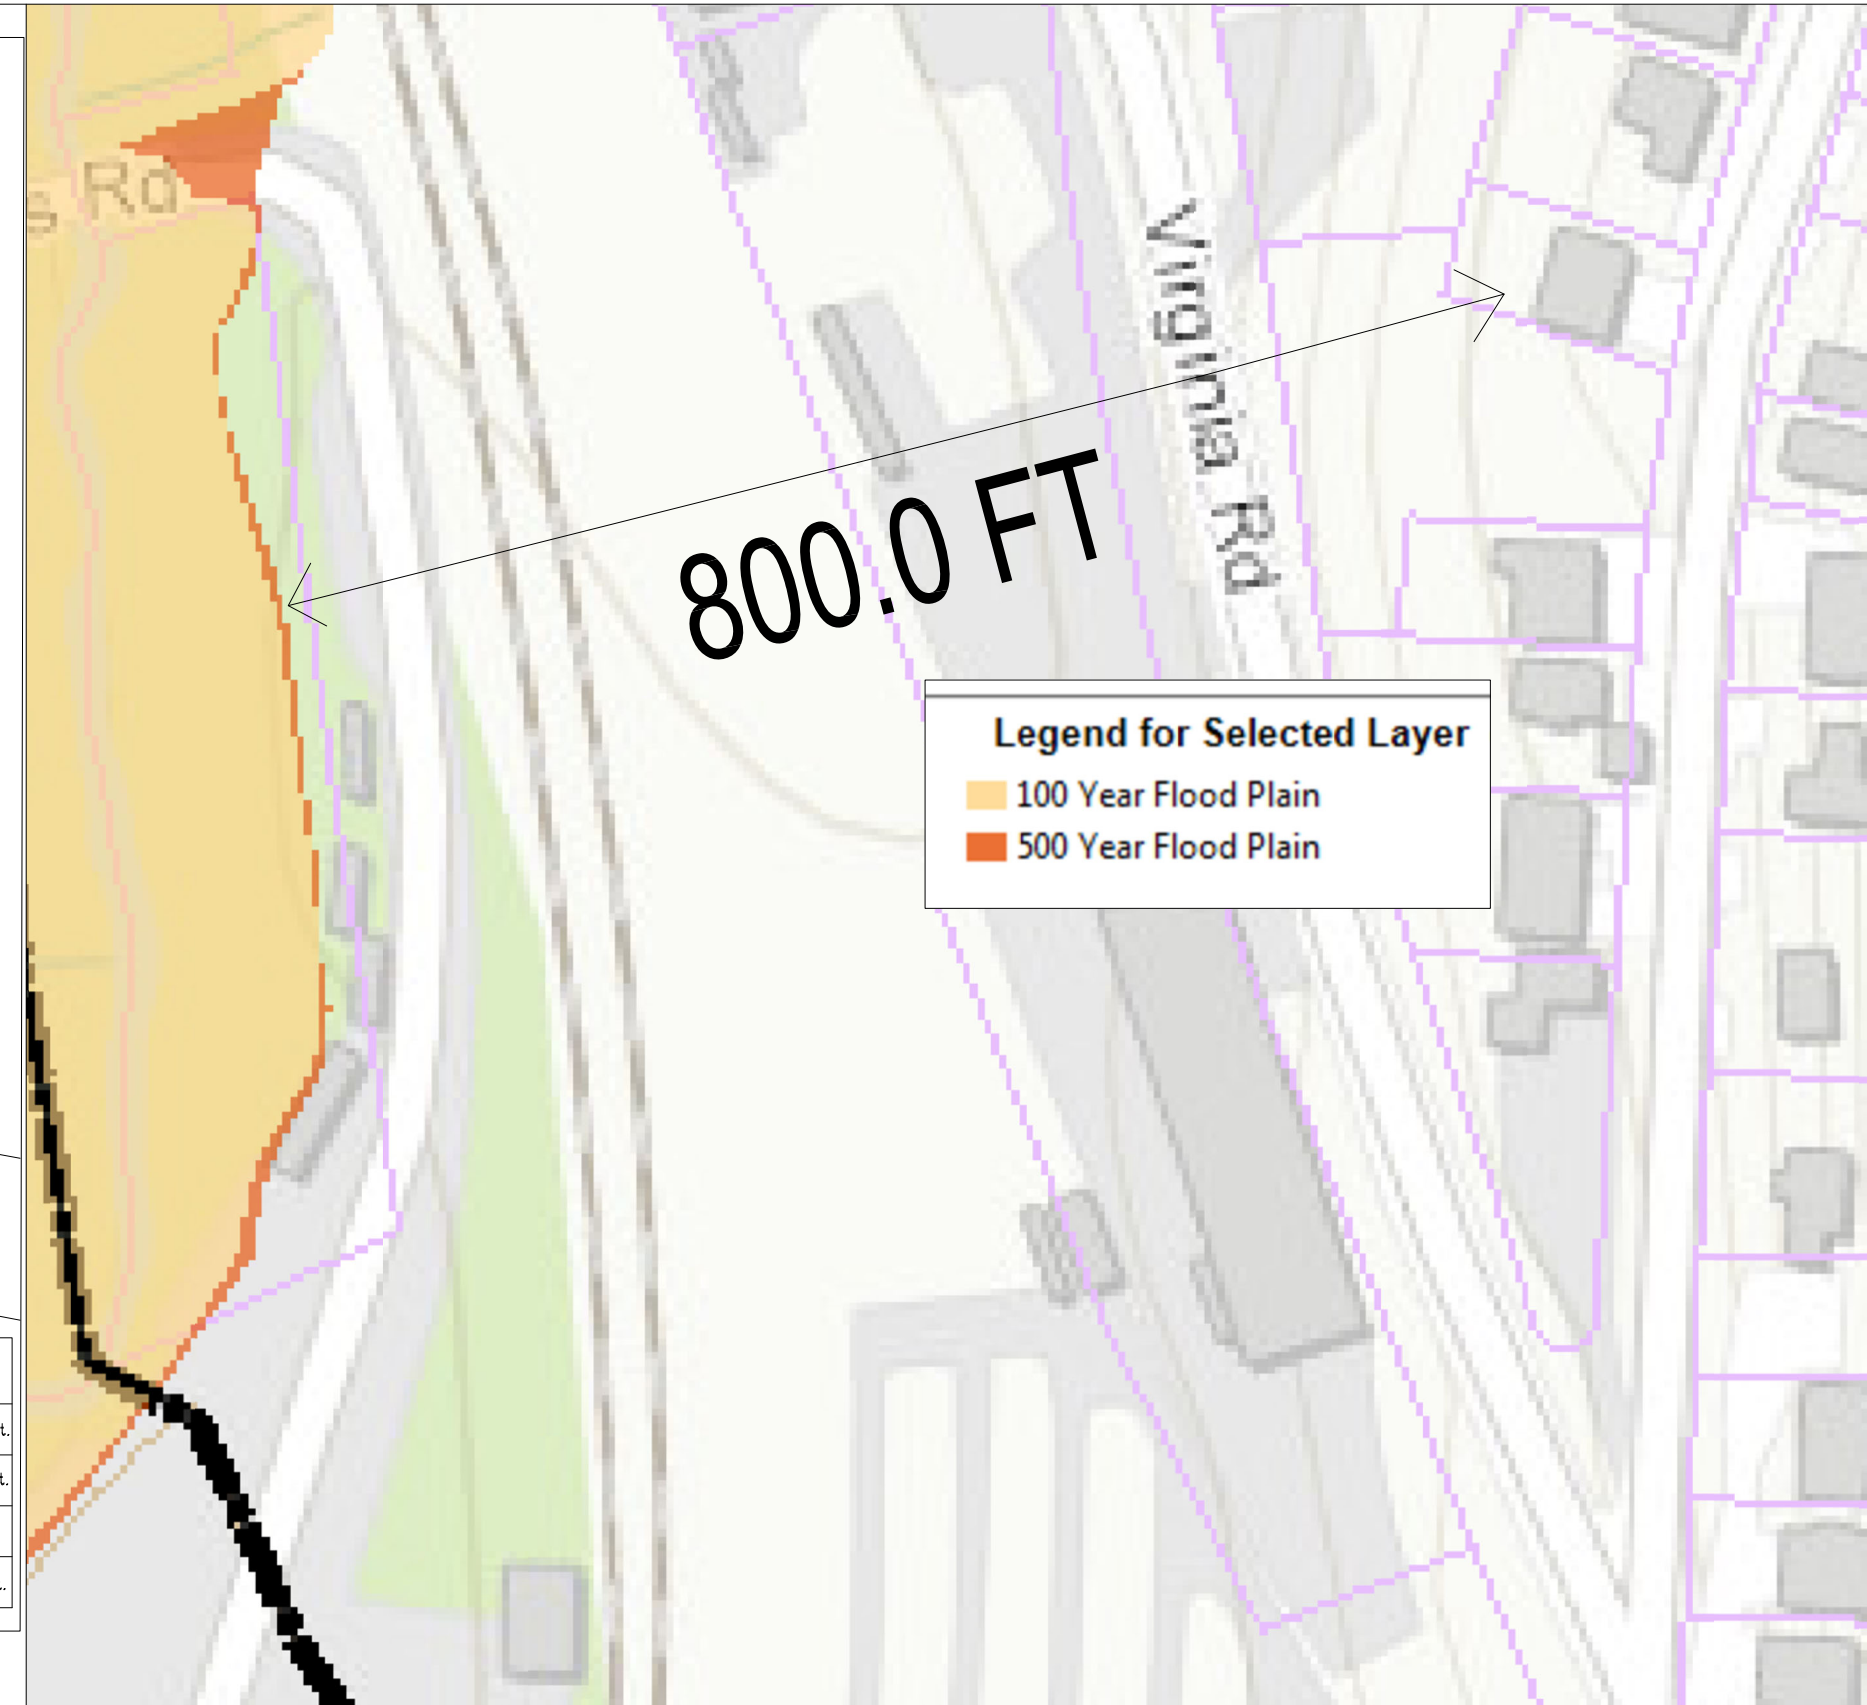 s Rd
Virginia Rd
800.0 FT
Legend for Selected Layer
100 Year Flood Plain
500 Year Flood Plain
t.
t.